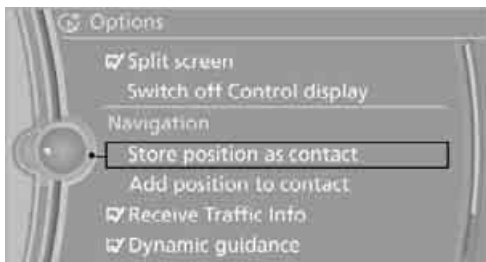 Options
Split screen
Switch off Control display
Navigation
Store position as contact
Add position to contact
Receive Traffic Info
Dynamic guidance